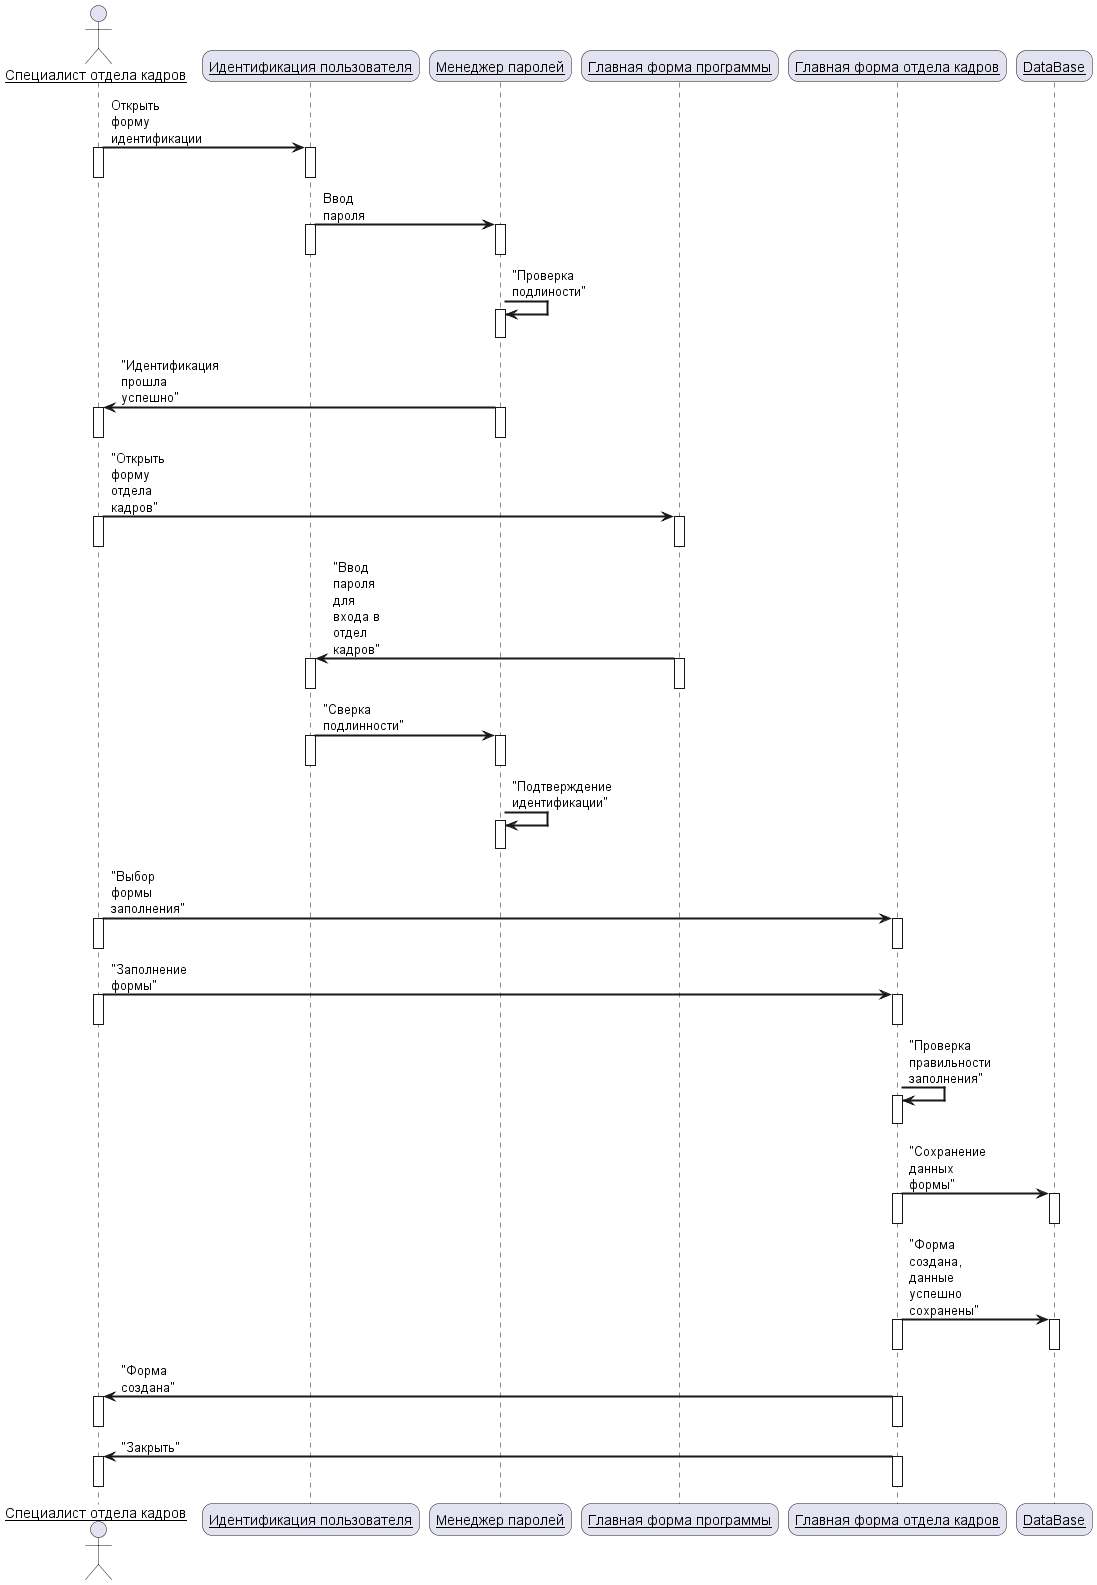 Специалист отдела кадров
Идентификация пользователя
Менеджер паролей
Главная форма программы
Главная форма отдела кадров
DataBase
Открыть
форму
идентификации
Ввод
пароля
"Проверка
подлиности"
"Идентификация
прошла
успешно"
"Открыть
форму
отдела
кадров"
"Ввод
пароля
для
входа в
отдел
кадров"
"Сверка
подлинности"
"Подтверждение
идентификации"
"Выбор
формы
заполнения"
"Заполнение
формы"
"Проверка
правильности
заполнения"
"Сохранение
данных
формы"
"Форма
создана,
данные
успешно
сохранены"
"Форма
создана"
"Закрыть"
Специалист отдела кадров
Идентификация пользователя
Менеджер паролей
Главная форма программы
Главная форма отдела кадров
DataBase